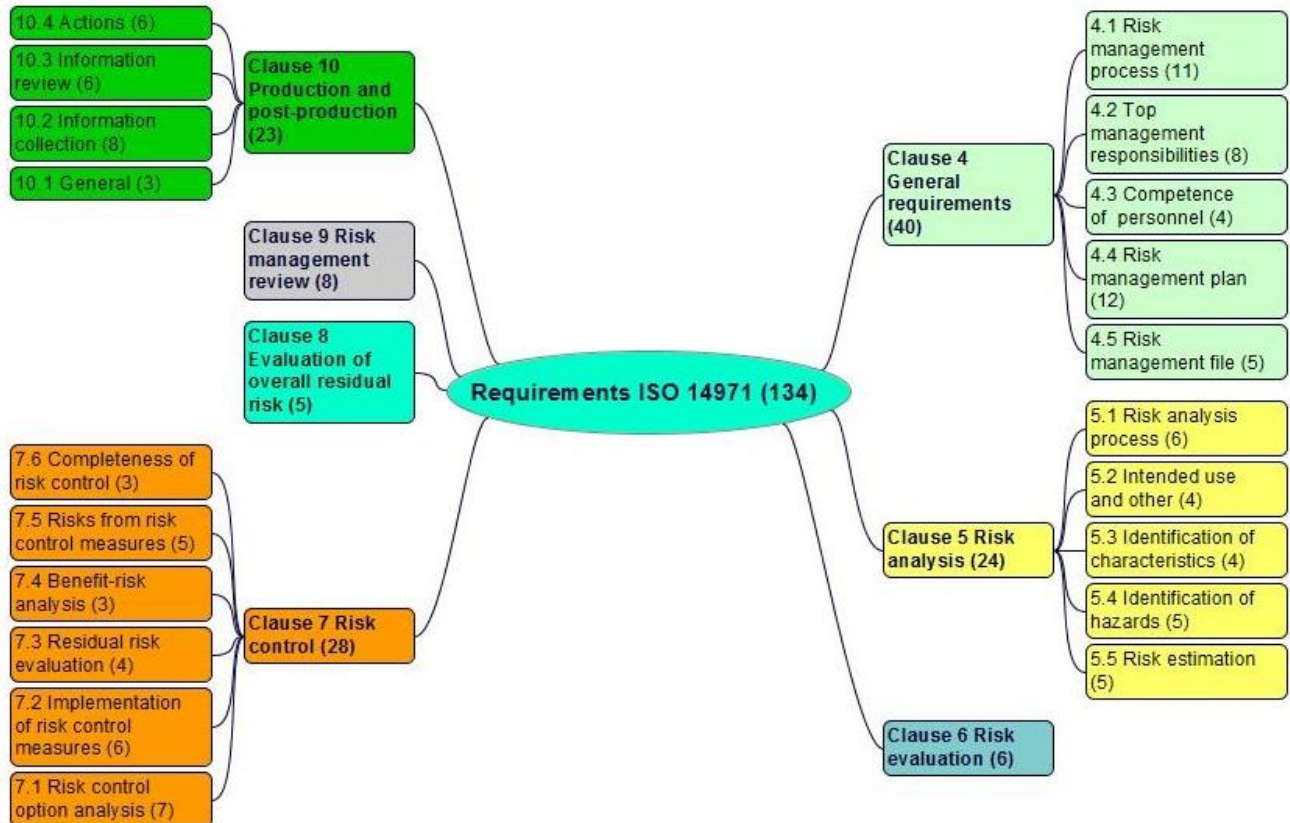 10.4 Actions (6)
10.3 Information
review (6)
10.2 Information
collection (8)
10.1 General (3)
Clause 10
Production and
post-production
(23)
Clause 9 Risk
management
review (8)
Clause 8
Evaluation of
overall residual
risk (5)
7.6 Completeness of
risk control (3)
7.5 Risks from risk
control measures (5)
7.4 Benefit-risk
analysis (3)
7.3 Residual risk
evaluation (4)
7.2 Implementation
of risk control
measures (6)
7.1 Risk control
option analysis (7)
Clause 7 Risk
control (28)
Requirements ISO 14971 (134)
Clause 4
General
requirements
(40)
4.1 Risk
management
process (11)
4.2 Top
management
responsibilities (8)
4.3 Competence
of personnel (4)
4.4 Risk
management plan
(12)
4.5 Risk
management file (5)
Clause 5 Risk
analysis (24)
5.1 Risk analysis
process (6)
5.2 Intended use
and other (4)
5.3 Identification of
characteristics (4)
5.4 Identification of
hazards (5)
5.5 Risk estimation
(5)
Clause 6 Risk
evaluation (6)